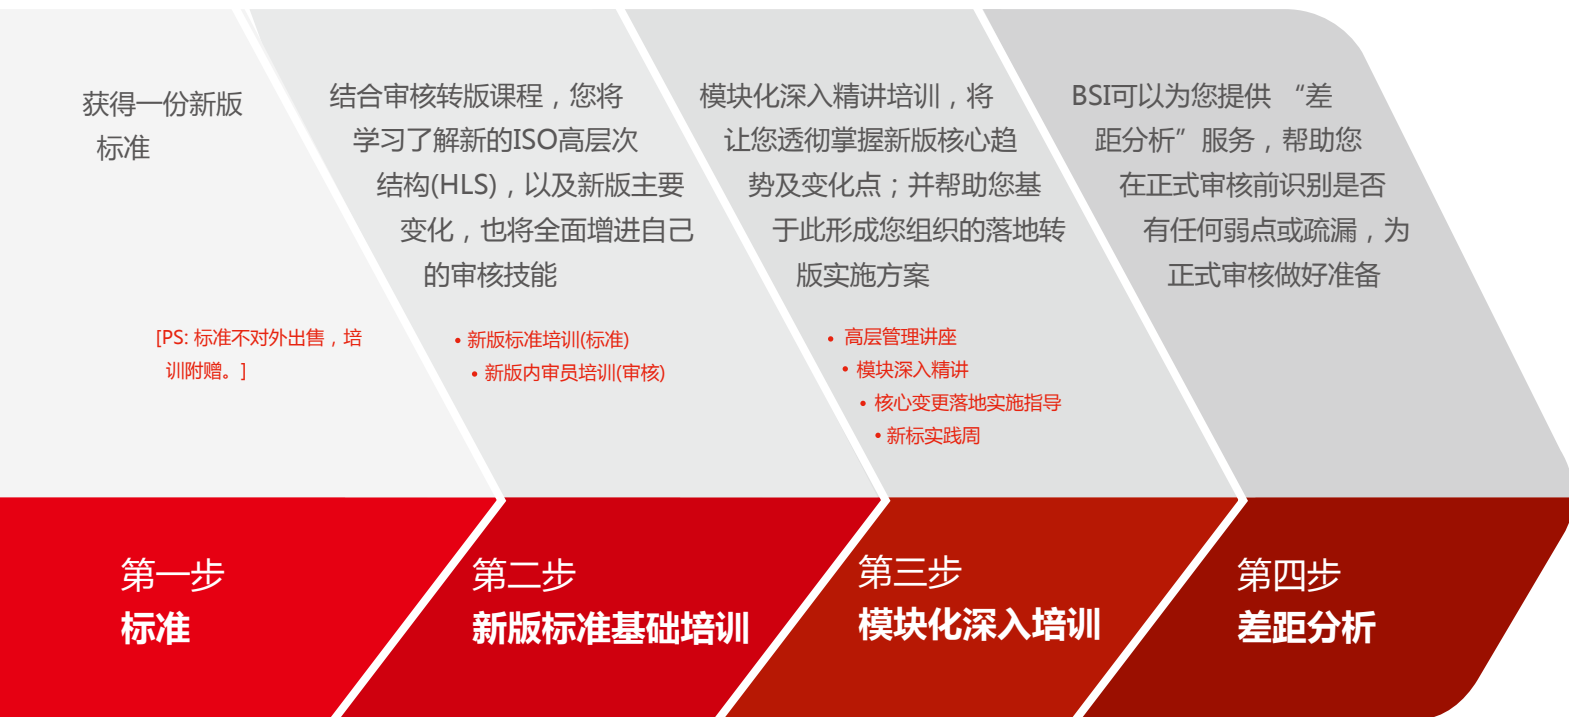 获得一份新版
标准
[PS: 标准不对外出售，培
训附赠。]
第一步
标准
结合审核转版课程，您将
学习了解新的ISO高层次
结构(HLS)，以及新版主要
变化，也将全面增进自己
的审核技能
• 新版标准培训(标准)
• 新版内审员培训(审核)
第二步
新版标准基础培训
模块化深入精讲培训，将
让您透彻掌握新版核心趋
势及变化点；并帮助您基
于此形成您组织的落地转
版实施方案
• 高层管理讲座
• 模块深入精讲
• 核心变更落地实施指导
• 新标实践周
第三步
模块化深入培训
BSI可以为您提供 “差
距分析”服务，帮助您
在正式审核前识别是否
有任何弱点或疏漏，为
正式审核做好准备
第四步
差距分析